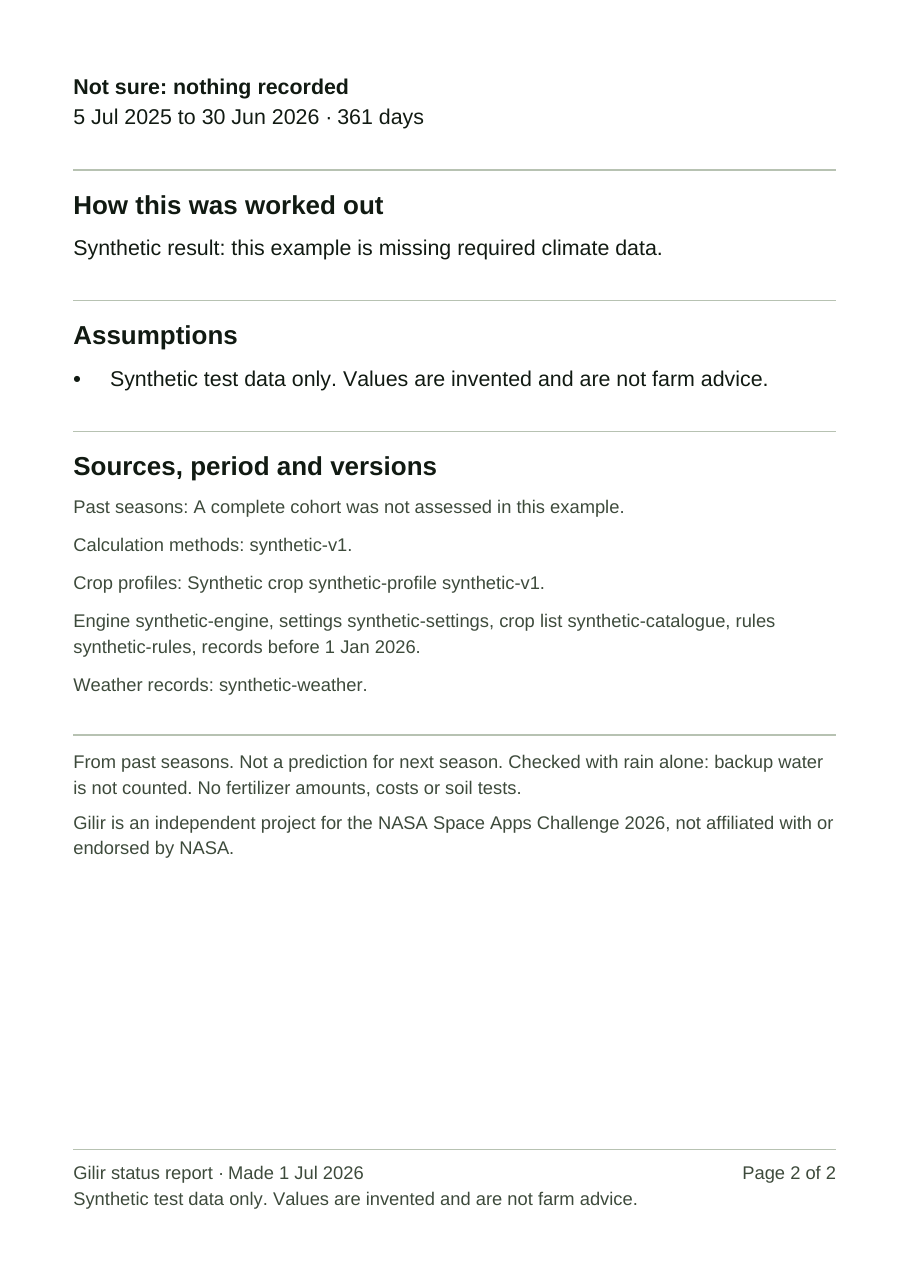 Not sure: nothing recorded
5 Jul 2025 to 30 Jun 2026 · 361 days
How this was worked out
Synthetic result: this example is missing required climate data.
Assumptions
• Synthetic test data only. Values are invented and are not farm advice.
Sources, period and versions
Past seasons: A complete cohort was not assessed in this example.
Calculation methods: synthetic-v1.
Crop profiles: Synthetic crop synthetic-profile synthetic-v1.
Engine synthetic-engine, settings synthetic-settings, crop list synthetic-catalogue, rules
synthetic-rules, records before 1 Jan 2026.
Weather records: synthetic-weather.
From past seasons. Not a prediction for next season. Checked with rain alone: backup water
is not counted. No fertilizer amounts, costs or soil tests.
Gilir is an independent project for the NASA Space Apps Challenge 2026, not affiliated with or
endorsed by NASA.
Gilir status report · Made 1 Jul 2026 Page 2 of 2
Synthetic test data only. Values are invented and are not farm advice.